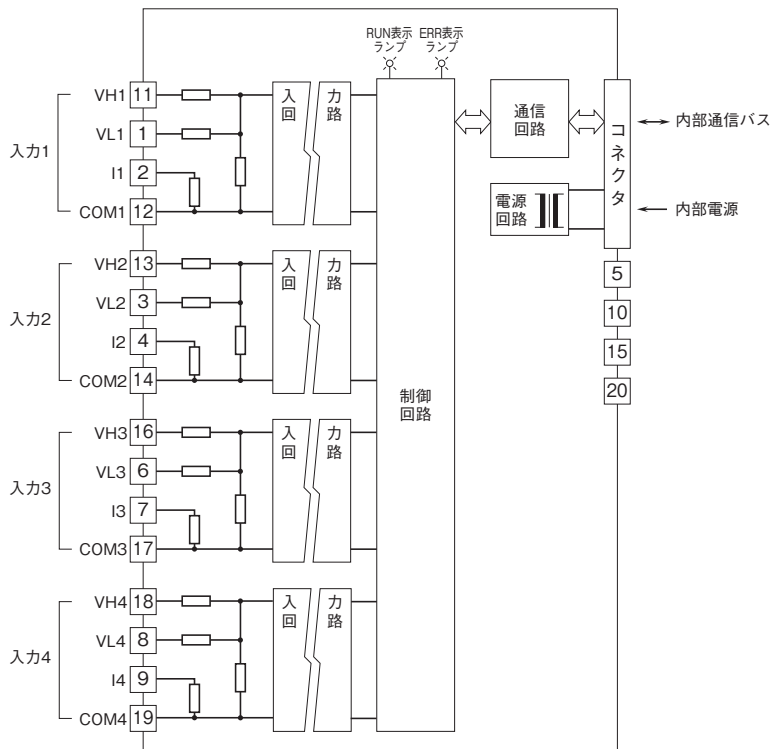 RUN表示
ランプ
ERR表示
ランプ
入力1
VH1 11
VL1 1
I1 2
COM1 12
入 力
回 路
入力2
VH2 13
VL2 3
I2 4
COM2 14
入 力
回 路
入力3
VH3 16
VL3 6
I3 7
COM3 17
入 力
回 路
入力4
VH4 18
VL4 8
I4 9
COM4 19
入 力
回 路
制御
回路
通信
回路
電源
回路
コネクタ
内部通信バス
内部電源
5
10
15
20